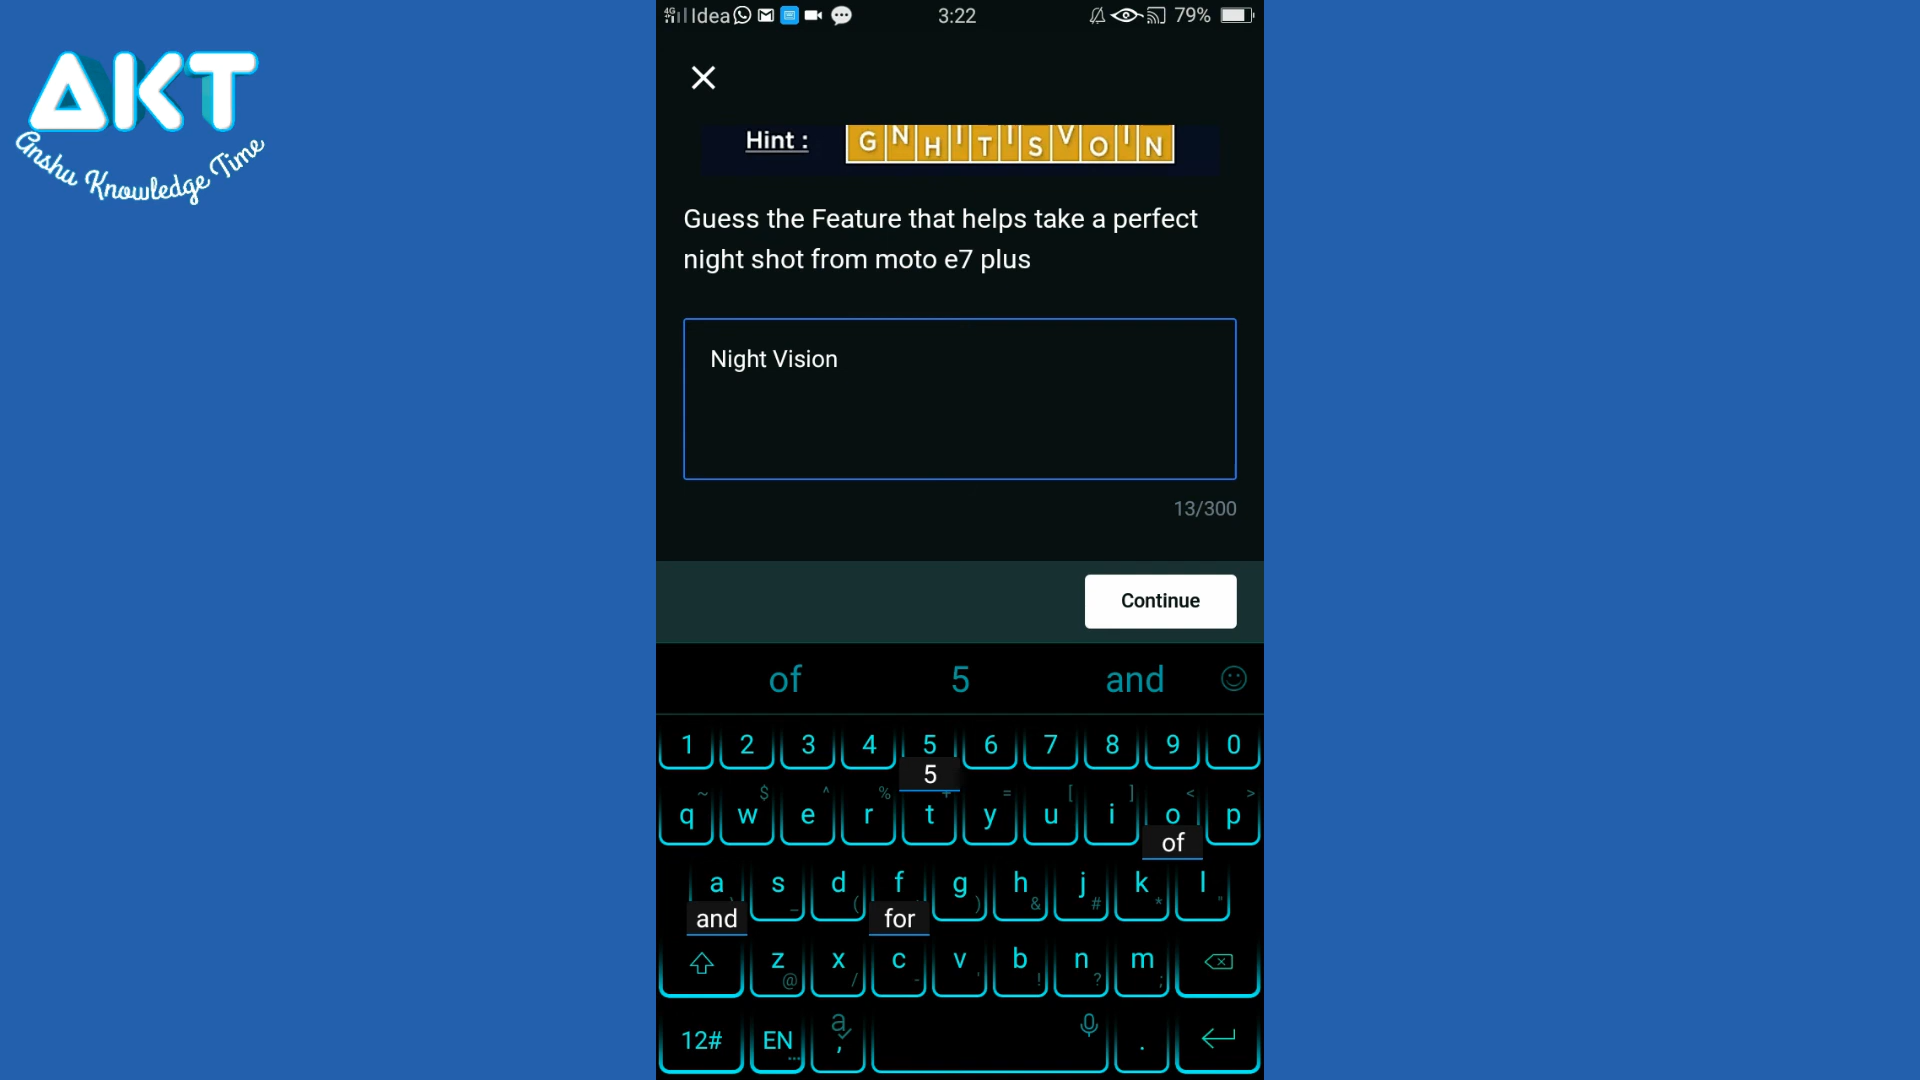 AKT
Anshu Knowledge Time
4G Idea 3:22 79%
Hint : GNHITISVOIN
Guess the Feature that helps take a perfect
night shot from moto e7 plus
Night Vision
13/300
Continue
of 5 and
1 2 3 4 5 6 7 8 9 0
5
~ $ ^ % + = [ ] < >
q w e r t y u i o p
of
a s d f g h j k l
_ ( ) & # * "
and for
z x c v b n m
@ / - ' ! ? ;
12# EN a , .